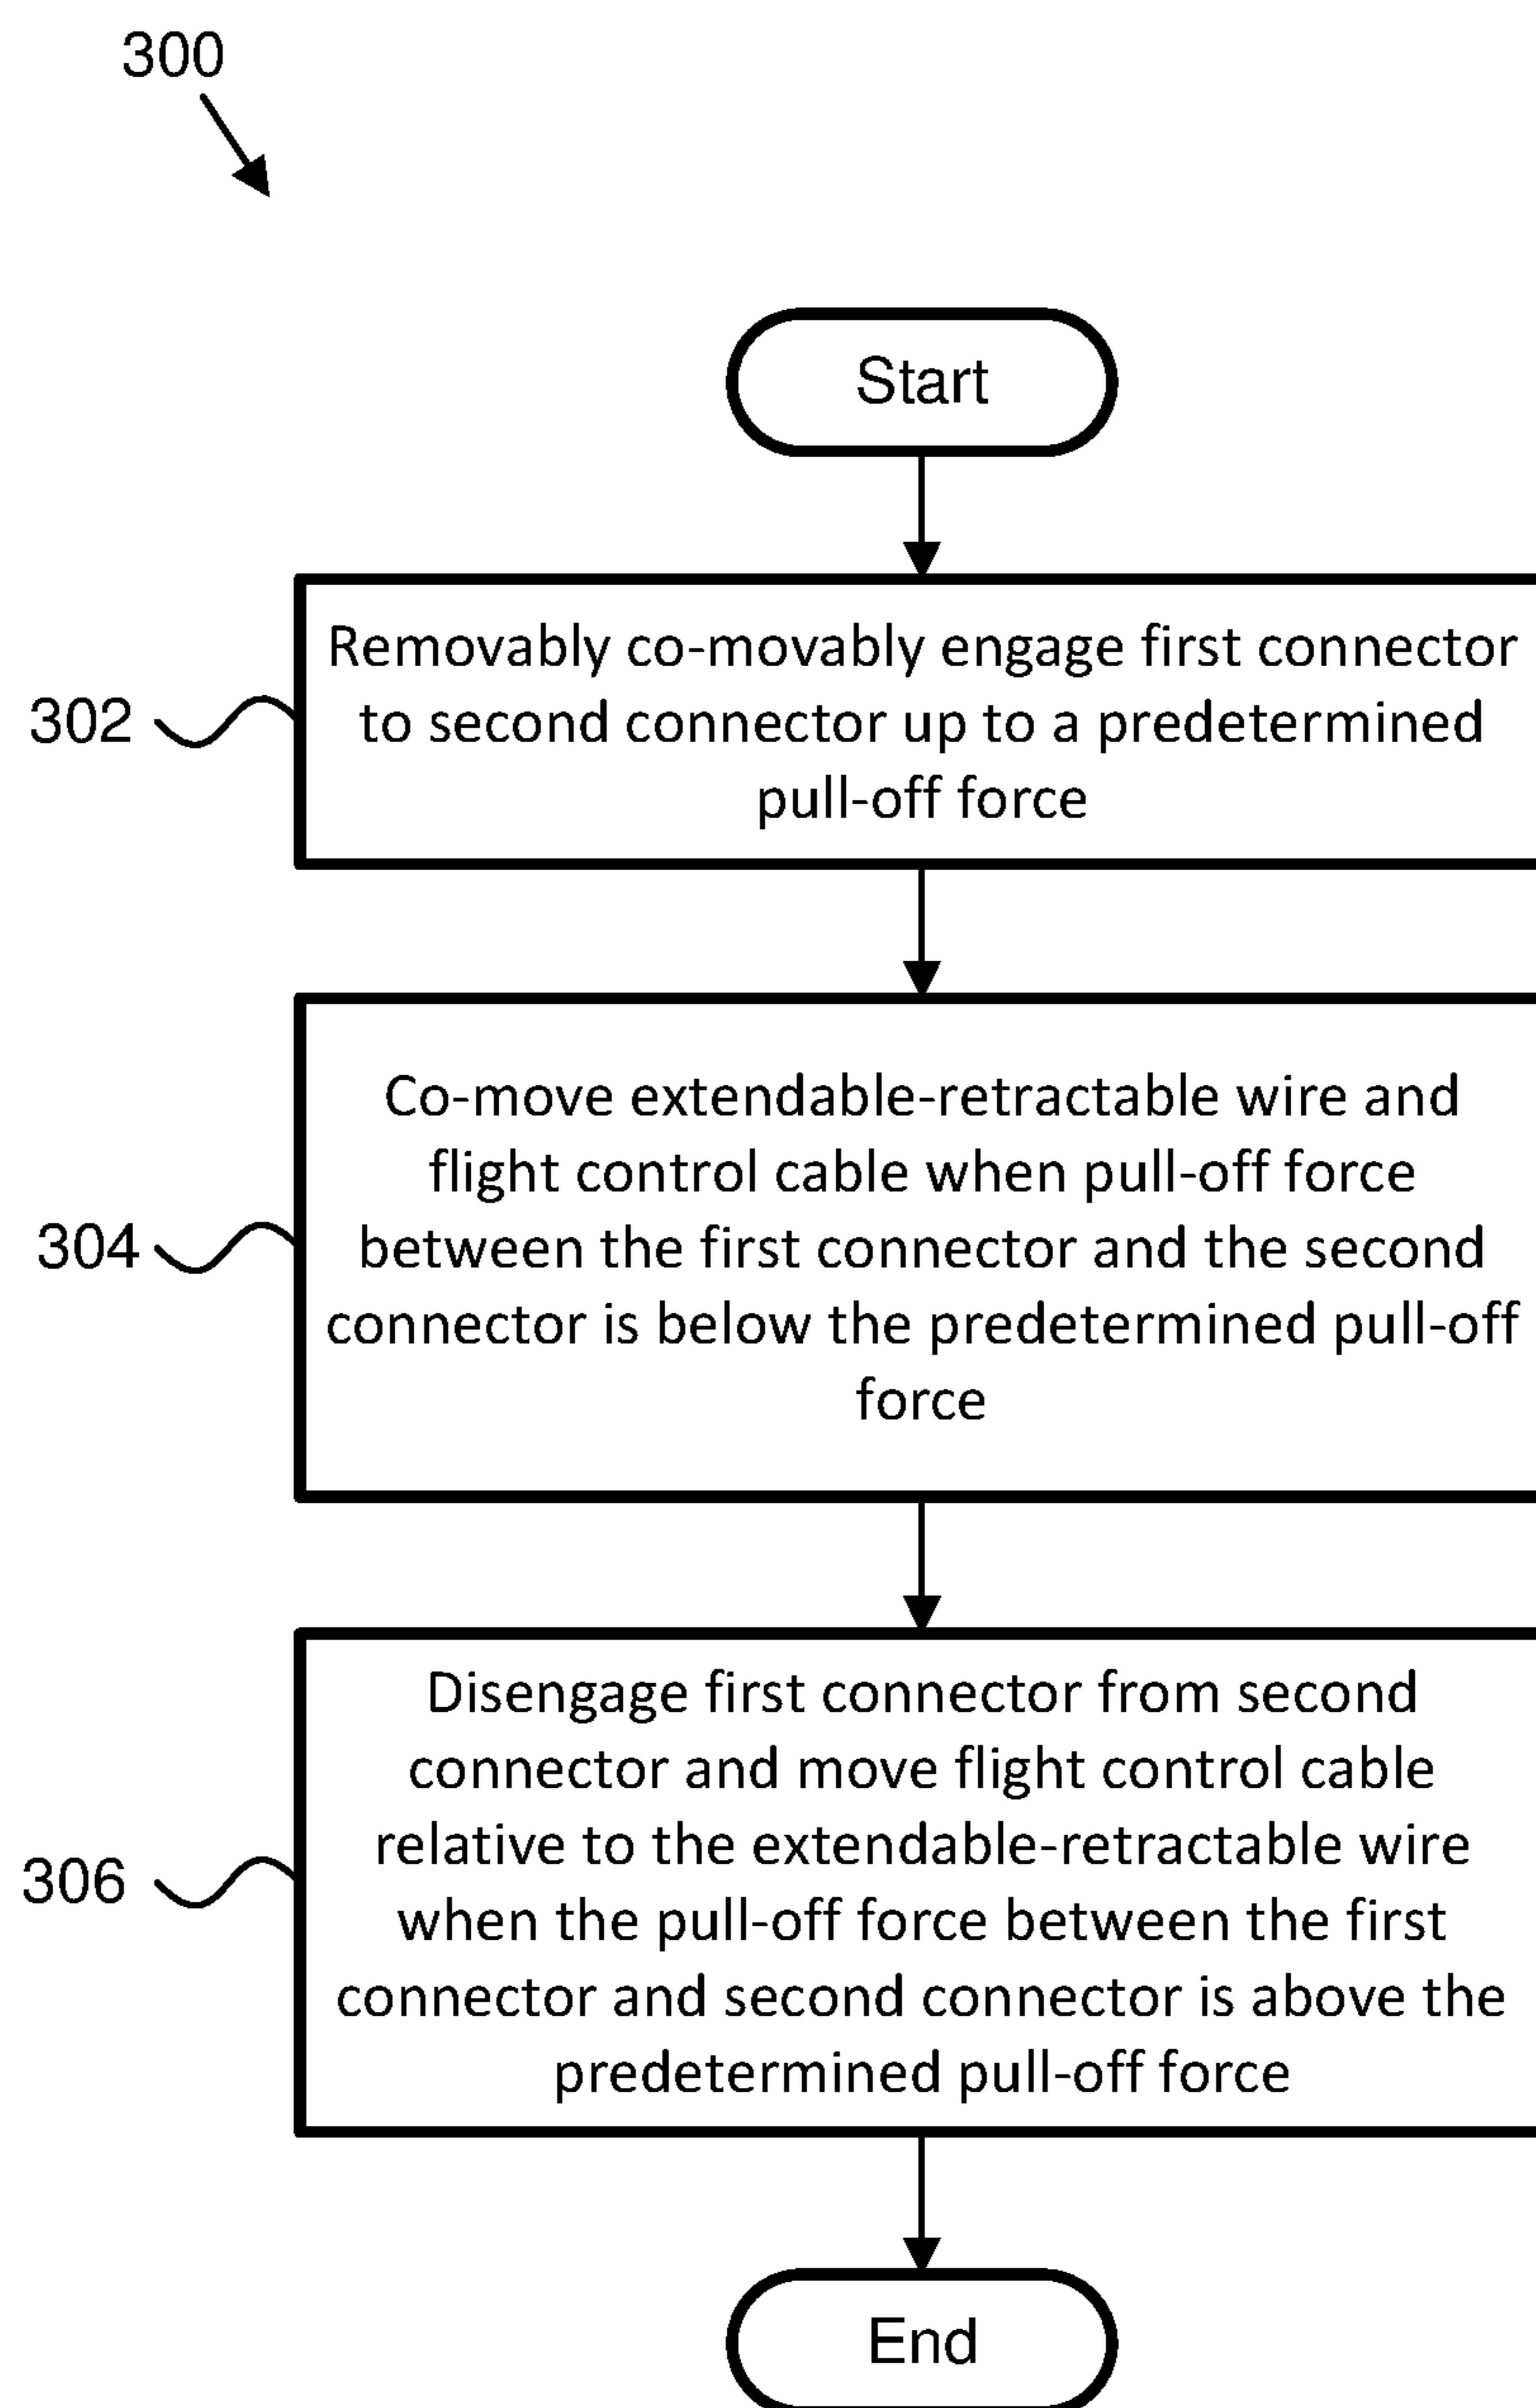 300
Start
302
Removably co-movably engage first connector
to second connector up to a predetermined
pull-off force
304
Co-move extendable-retractable wire and
flight control cable when pull-off force
between the first connector and the second
connector is below the predetermined pull-off
force
306
Disengage first connector from second
connector and move flight control cable
relative to the extendable-retractable wire
when the pull-off force between the first
connector and second connector is above the
predetermined pull-off force
End